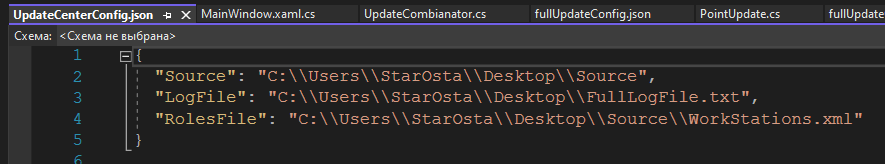 UpdateCenterConfig.json MainWindow.xaml.cs UpdateCombianator.cs fullUpdateConfig.json PointUpdate.cs fullUpdate
Схема: <Схема не выбрана>
1 {
2 "Source": "C:\\Users\\StarOsta\\Desktop\\Source",
3 "LogFile": "C:\\Users\\StarOsta\\Desktop\\FullLogFile.txt",
4 "RolesFile": "C:\\Users\\StarOsta\\Desktop\\Source\\WorkStations.xml"
5 }
6